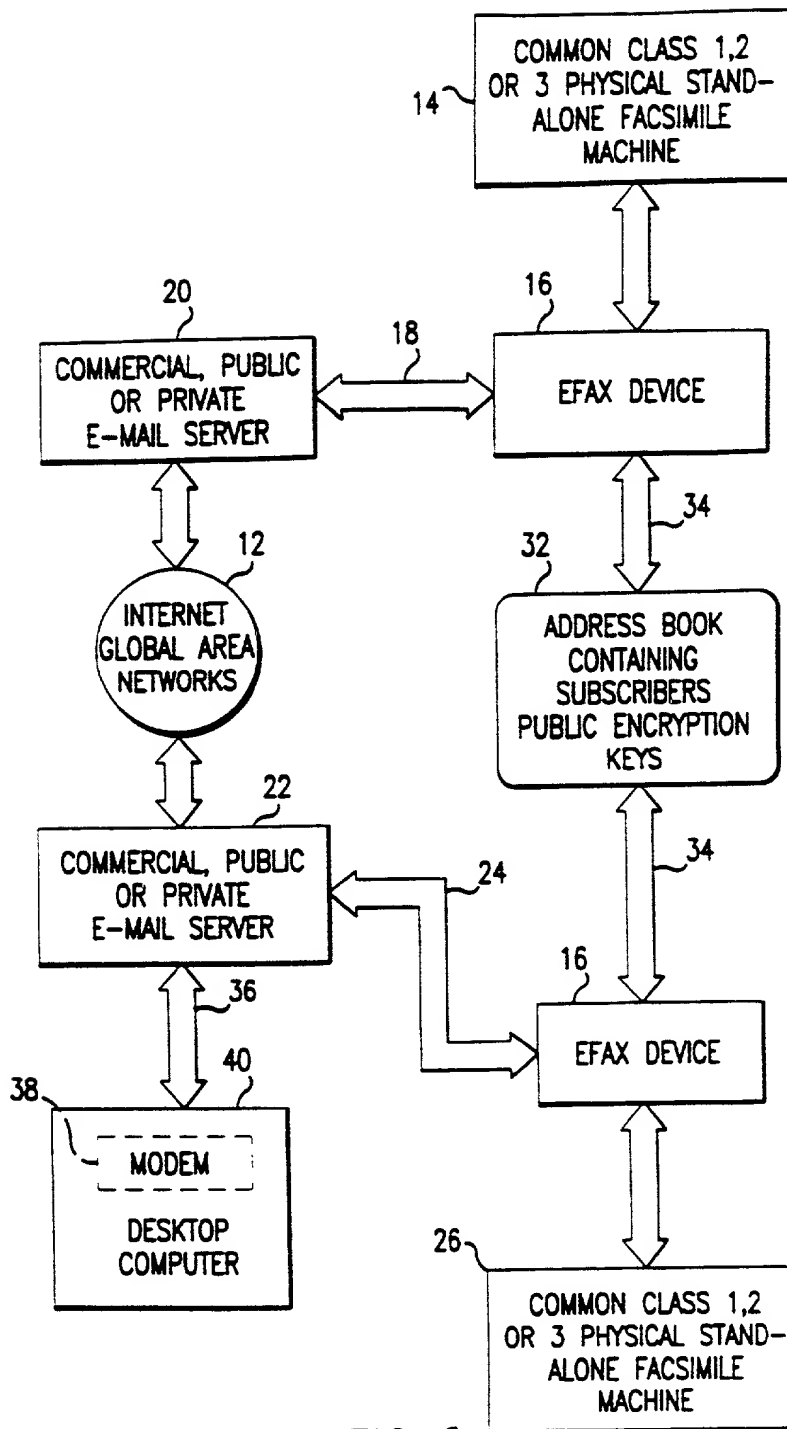 COMMON CLASS 1,2
OR 3 PHYSICAL STAND-
ALONE FACSIMILE
MACHINE
14
20
16
18
COMMERCIAL, PUBLIC
OR PRIVATE
E-MAIL SERVER
EFAX DEVICE
34
12
32
INTERNET
GLOBAL AREA
NETWORKS
ADDRESS BOOK
CONTAINING
SUBSCRIBERS
PUBLIC ENCRYPTION
KEYS
22
34
COMMERCIAL, PUBLIC
OR PRIVATE
E-MAIL SERVER
24
36
16
EFAX DEVICE
38
40
MODEM
DESKTOP
COMPUTER
26
COMMON CLASS 1,2
OR 3 PHYSICAL STAND-
ALONE FACSIMILE
MACHINE